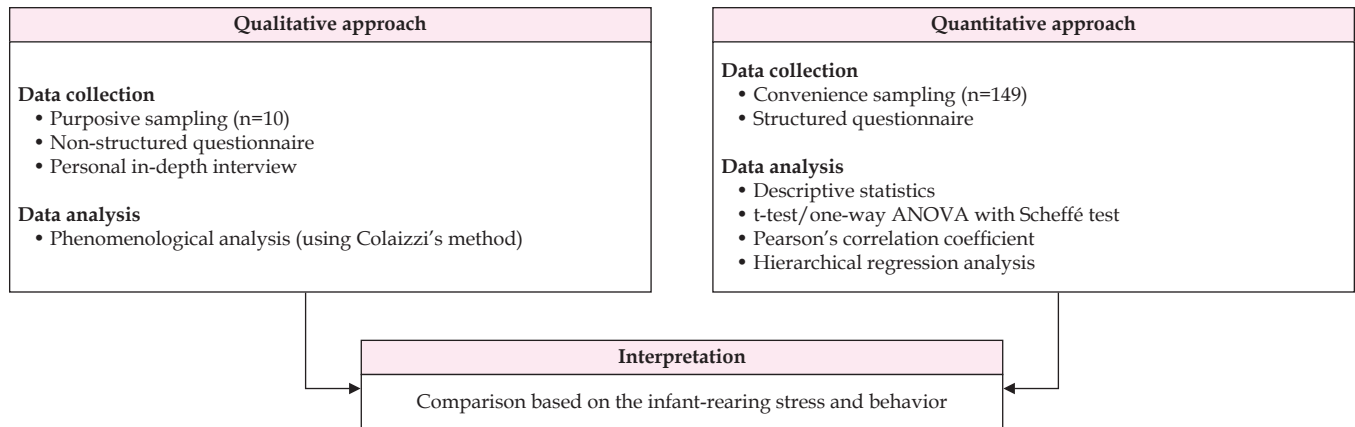 Qualitative approach
Data collection
• Purposive sampling (n=10)
• Non-structured questionnaire
• Personal in-depth interview
Data analysis
• Phenomenological analysis (using Colaizzi’s method)
Quantitative approach
Data collection
• Convenience sampling (n=149)
• Structured questionnaire
Data analysis
• Descriptive statistics
• t-test/one-way ANOVA with Scheffé test
• Pearson’s correlation coefficient
• Hierarchical regression analysis
Interpretation
Comparison based on the infant-rearing stress and behavior